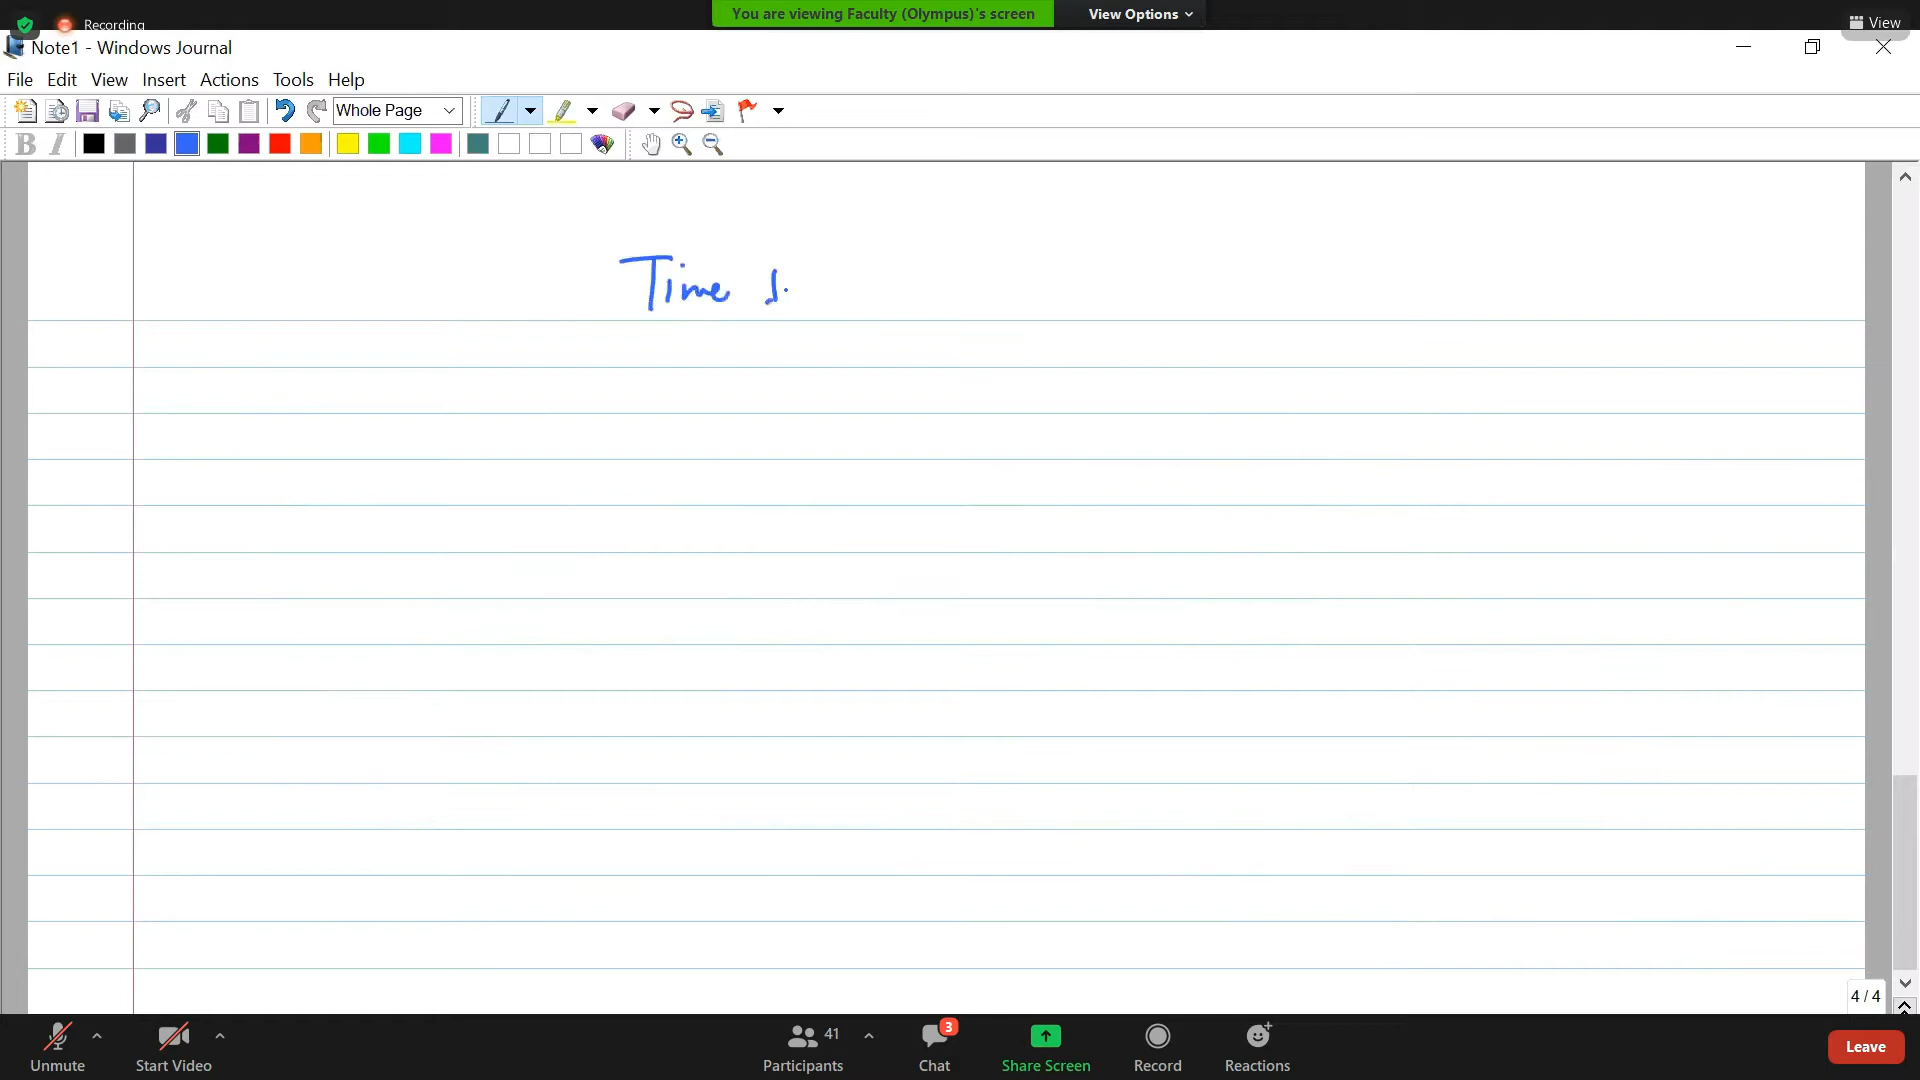 Recording
You are viewing Faculty (Olympus)'s screen
View Options
View
Note1 - Windows Journal
File Edit View Insert Actions Tools Help
Whole Page
B I
Time
4 / 4
Unmute
Start Video
41
Participants
3
Chat
Share Screen
Record
Reactions
Leave